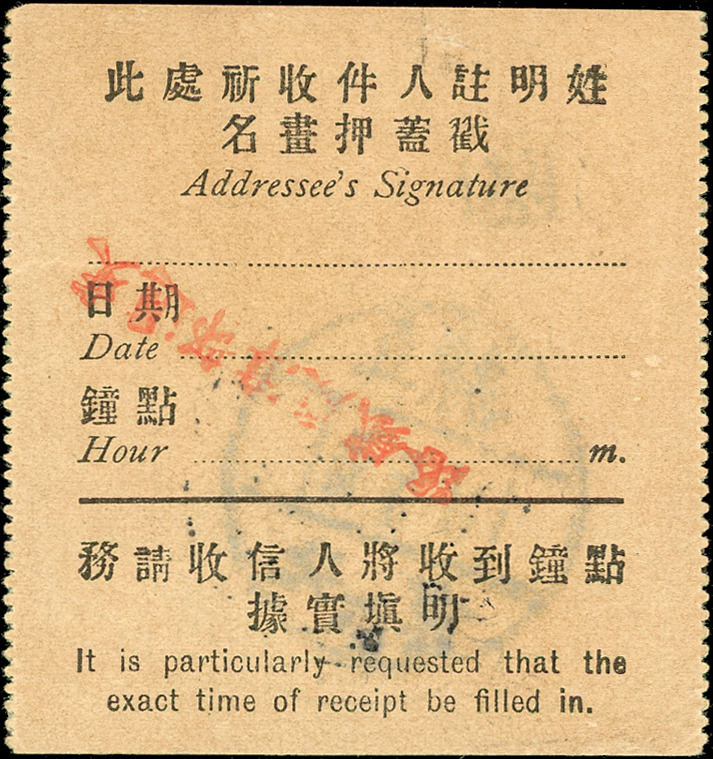 此處祈收件人註明姓
名畫押蓋戳
Addressee's Signature
日期
Date
鐘點
Hour m.
務請收信人將收到鐘點
據實塡明
It is particularly requested that the
exact time of receipt be filled in.